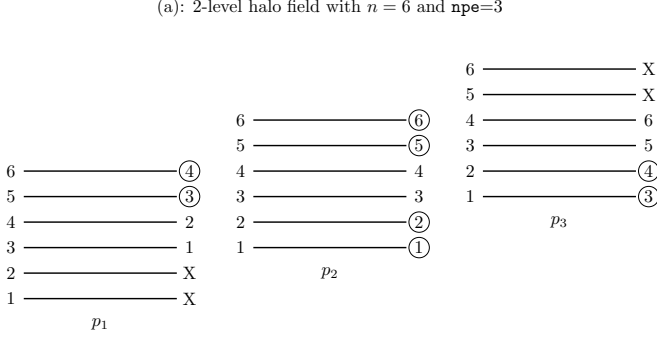 (a): 2-level halo field with n = 6 and npe=3
6 X
5 X
6 ⑥ 4 6
5 ⑤ 3 5
6 ④ 4 4 2 ④
5 ③ 3 3 1 ③
4 2 2 ② p₃
3 1 1 ①
2 X p₂
1 X
p₁